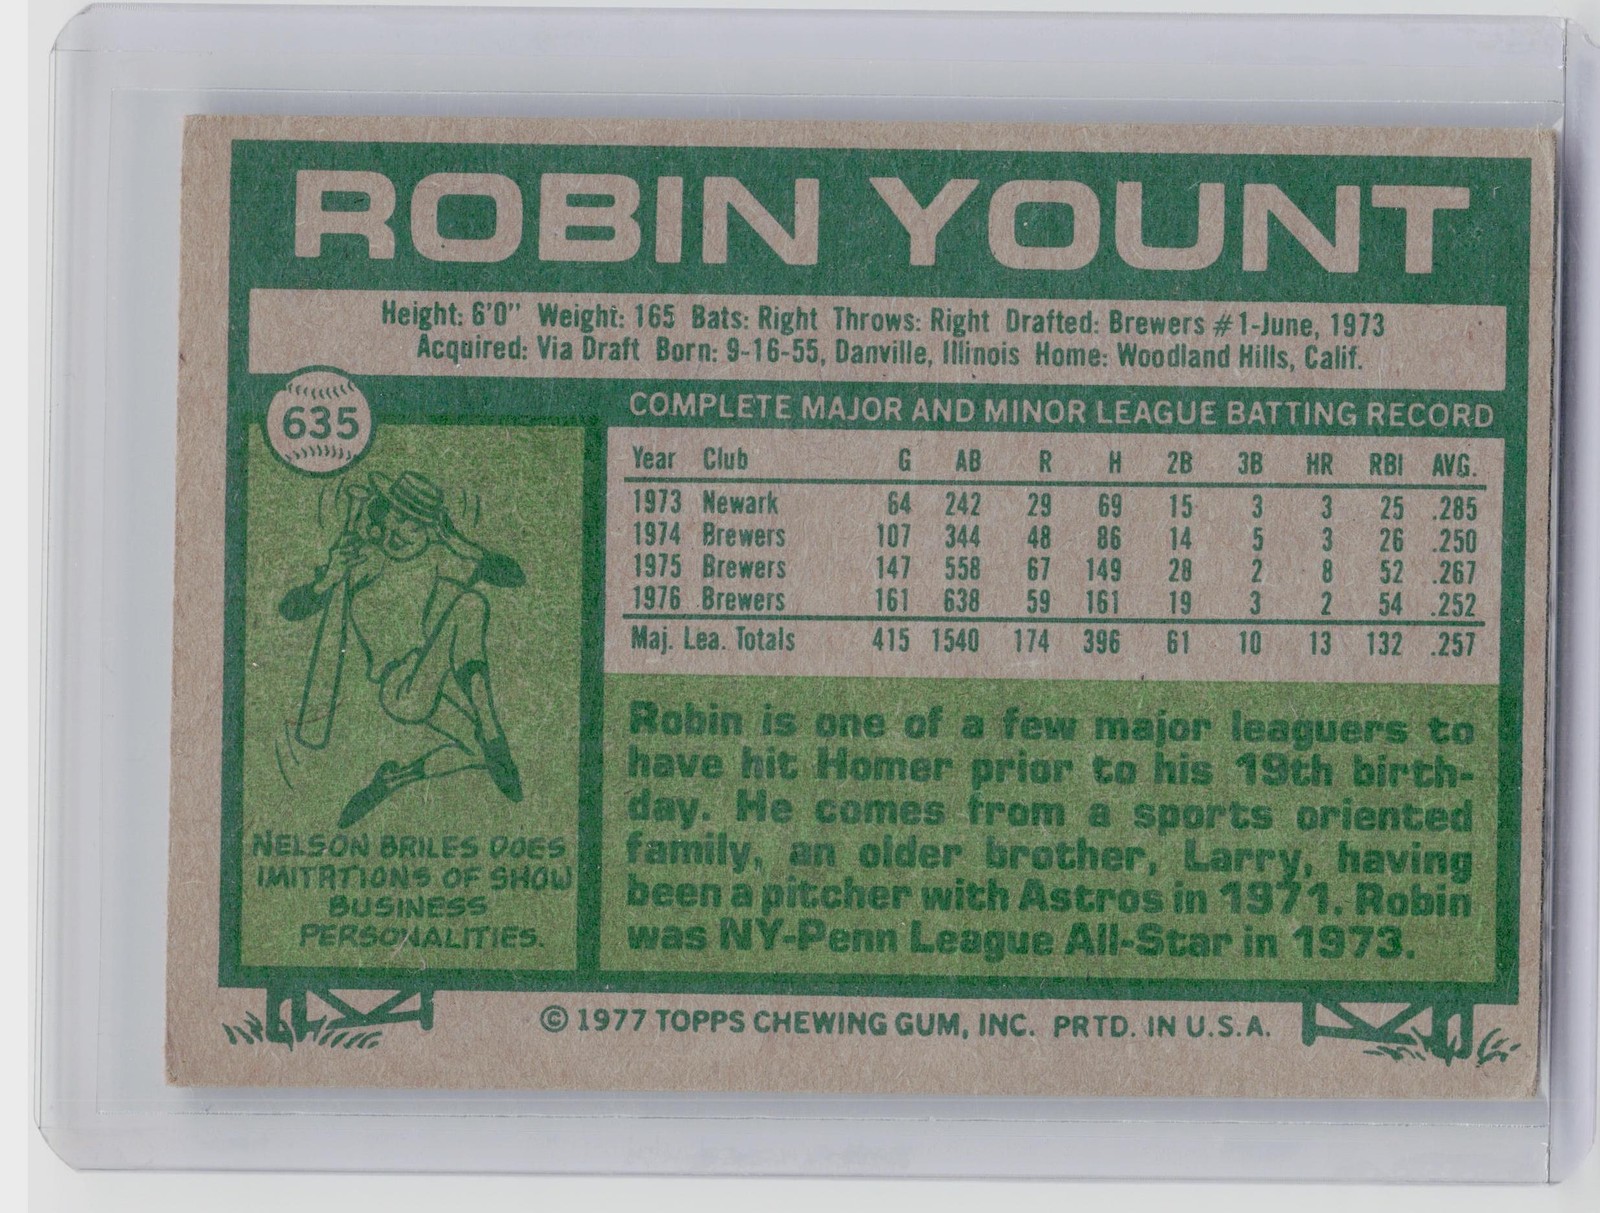 ROBIN YOUNT
Height: 6'0" Weight: 165 Bats: Right Throws: Right Drafted: Brewers #1-June, 1973
Acquired: Via Draft Born: 9-16-55, Danville, Illinois Home: Woodland Hills, Calif.
635
COMPLETE MAJOR AND MINOR LEAGUE BATTING RECORD
Year Club G AB R H 2B 3B HR RBI AVG.
1973 Newark 64 242 29 69 15 3 3 25 .285
1974 Brewers 107 344 48 86 14 5 3 26 .250
1975 Brewers 147 558 67 149 28 2 8 52 .267
1976 Brewers 161 638 59 161 19 3 2 54 .252
Maj. Lea. Totals 415 1540 174 396 61 10 13 132 .257
NELSON BRILES DOES
IMITATIONS OF SHOW
BUSINESS
PERSONALITIES.
Robin is one of a few major leaguers to
have hit Homer prior to his 19th birth-
day. He comes from a sports oriented
family, an older brother, Larry, having
been a pitcher with Astros in 1971. Robin
was NY-Penn League All-Star in 1973.
© 1977 TOPPS CHEWING GUM, INC. PRTD. IN U.S.A.